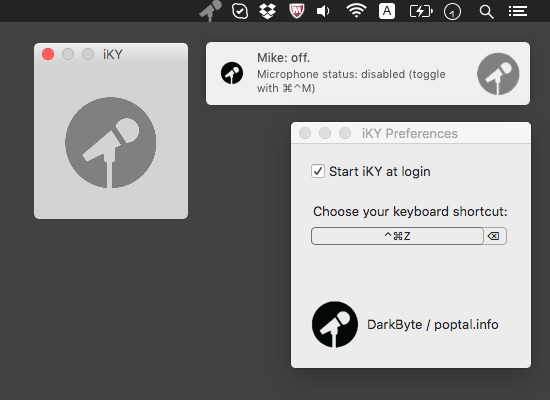 A
iKY
Mike: off.
Microphone status: disabled (toggle
with ⌘^M)
iKY Preferences
Start iKY at login
Choose your keyboard shortcut:
^⌘Z
DarkByte / poptal.info